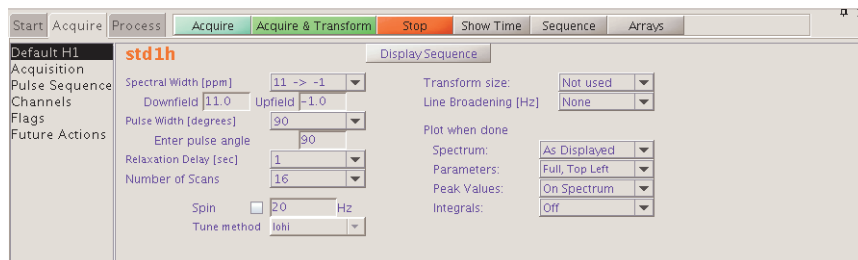 Start Acquire Process Acquire Acquire & Transform Stop Show Time Sequence Arrays
Default H1
Acquisition
Pulse Sequence
Channels
Flags
Future Actions
std1h Display Sequence
Spectral Width [ppm] 11 -> -1
Downfield 11.0 Upfield -1.0
Pulse Width [degrees] 90
Enter pulse angle 90
Relaxation Delay [sec] 1
Number of Scans 16
Spin 20 Hz
Tune method lohi
Transform size: Not used
Line Broadening [Hz] None
Plot when done
Spectrum: As Displayed
Parameters: Full, Top Left
Peak Values: On Spectrum
Integrals: Off